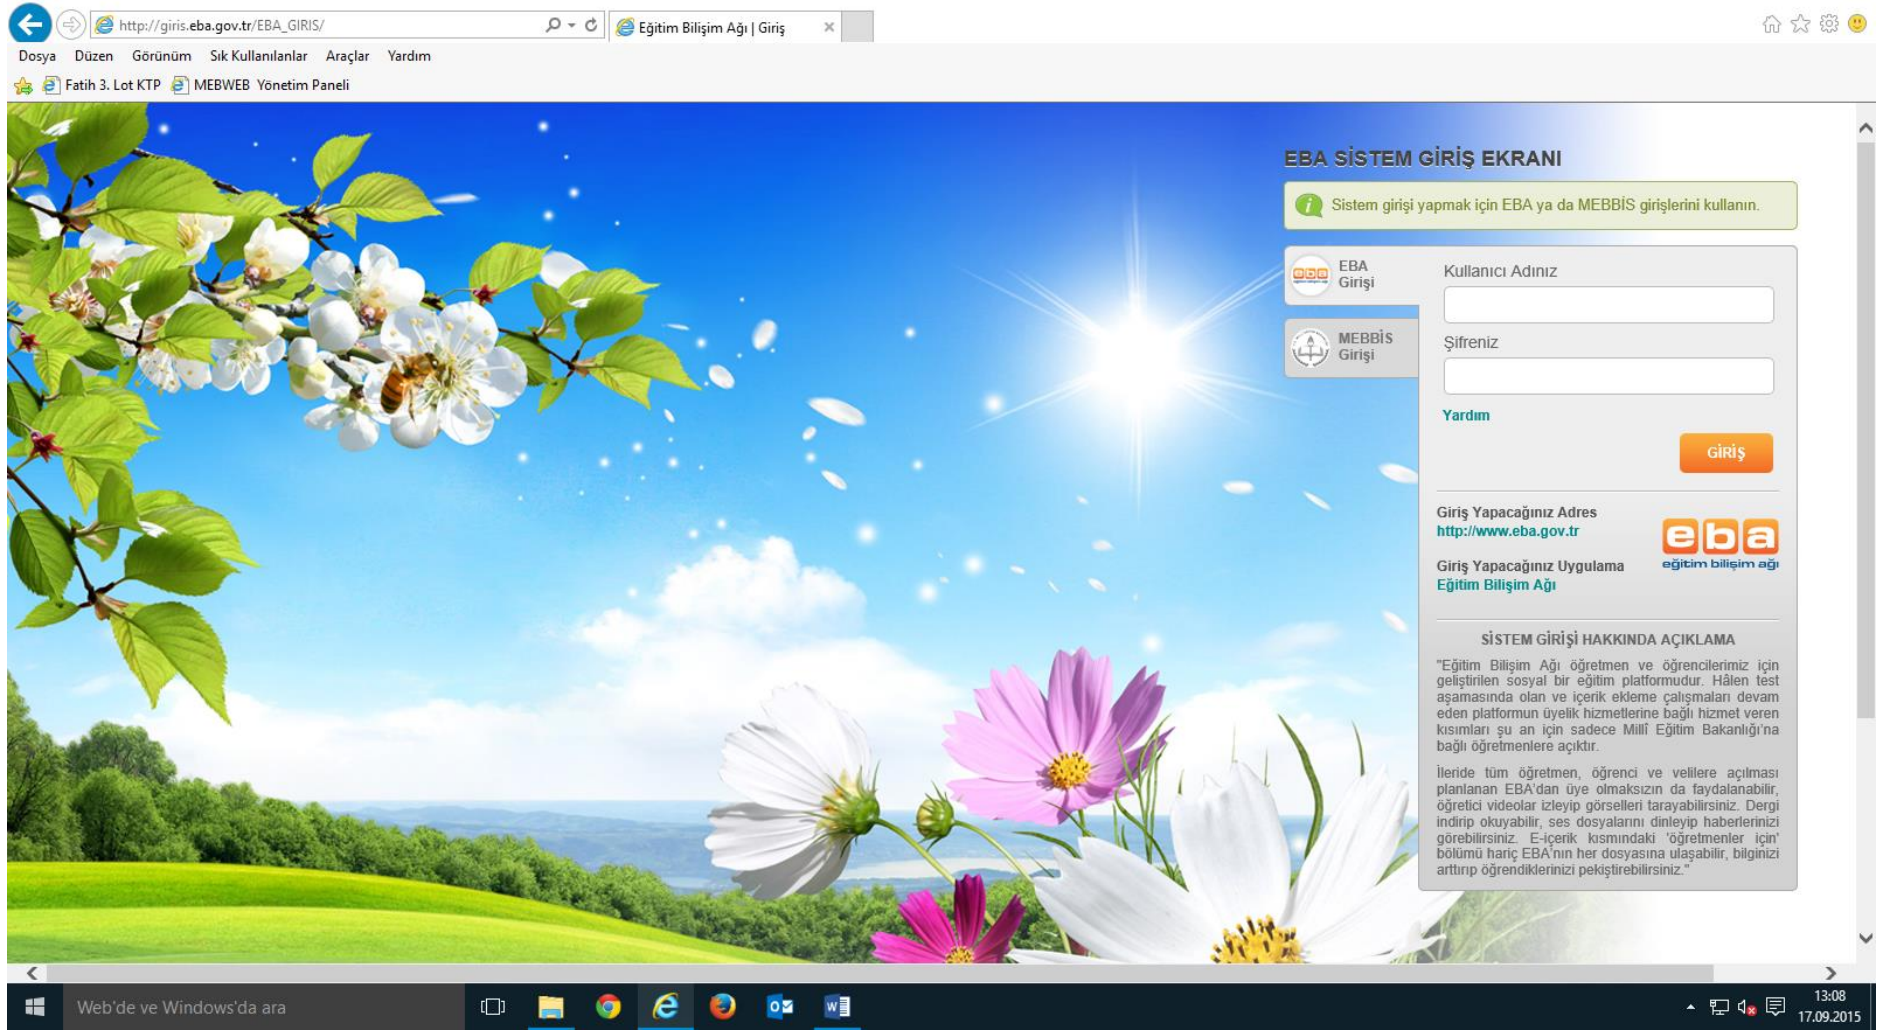 http://giris.eba.gov.tr/EBA_GIRIS/
Eğitim Bilişim Ağı | Giriş
Dosya Düzen Görünüm Sık Kullanılanlar Araçlar Yardım
Fatih 3. Lot KTP MEBWEB Yönetim Paneli
EBA SİSTEM GİRİŞ EKRANI
Sistem girişi yapmak için EBA ya da MEBBİS girişlerini kullanın.
eba
EBA
Girişi
MEBBİS
Girişi
Kullanıcı Adınız
Şifreniz
Yardım
GİRİŞ
Giriş Yapacağınız Adres
http://www.eba.gov.tr
Giriş Yapacağınız Uygulama
Eğitim Bilişim Ağı
eba
eğitim bilişim ağı
SİSTEM GİRİŞİ HAKKINDA AÇIKLAMA
"Eğitim Bilişim Ağı öğretmen ve öğrencilerimiz için
geliştirilen sosyal bir eğitim platformudur. Hâlen test
aşamasında olan ve içerik ekleme çalışmaları devam
eden platformun üyelik hizmetlerine bağlı hizmet veren
kısımları şu an için sadece Millî Eğitim Bakanlığı'na
bağlı öğretmenlere açıktır.
İleride tüm öğretmen, öğrenci ve velilere açılması
planlanan EBA'dan üye olmaksızın da faydalanabilir,
öğretici videolar izleyip görselleri tarayabilirsiniz. Dergi
indirip okuyabilir, ses dosyalarını dinleyip haberlerinizi
görebilirsiniz. E-içerik kısmındaki 'öğretmenler için'
bölümü hariç EBA'nın her dosyasına ulaşabilir, bilginizi
arttırıp öğrendiklerinizi pekiştirebilirsiniz."
Web'de ve Windows'da ara
13:08
17.09.2015